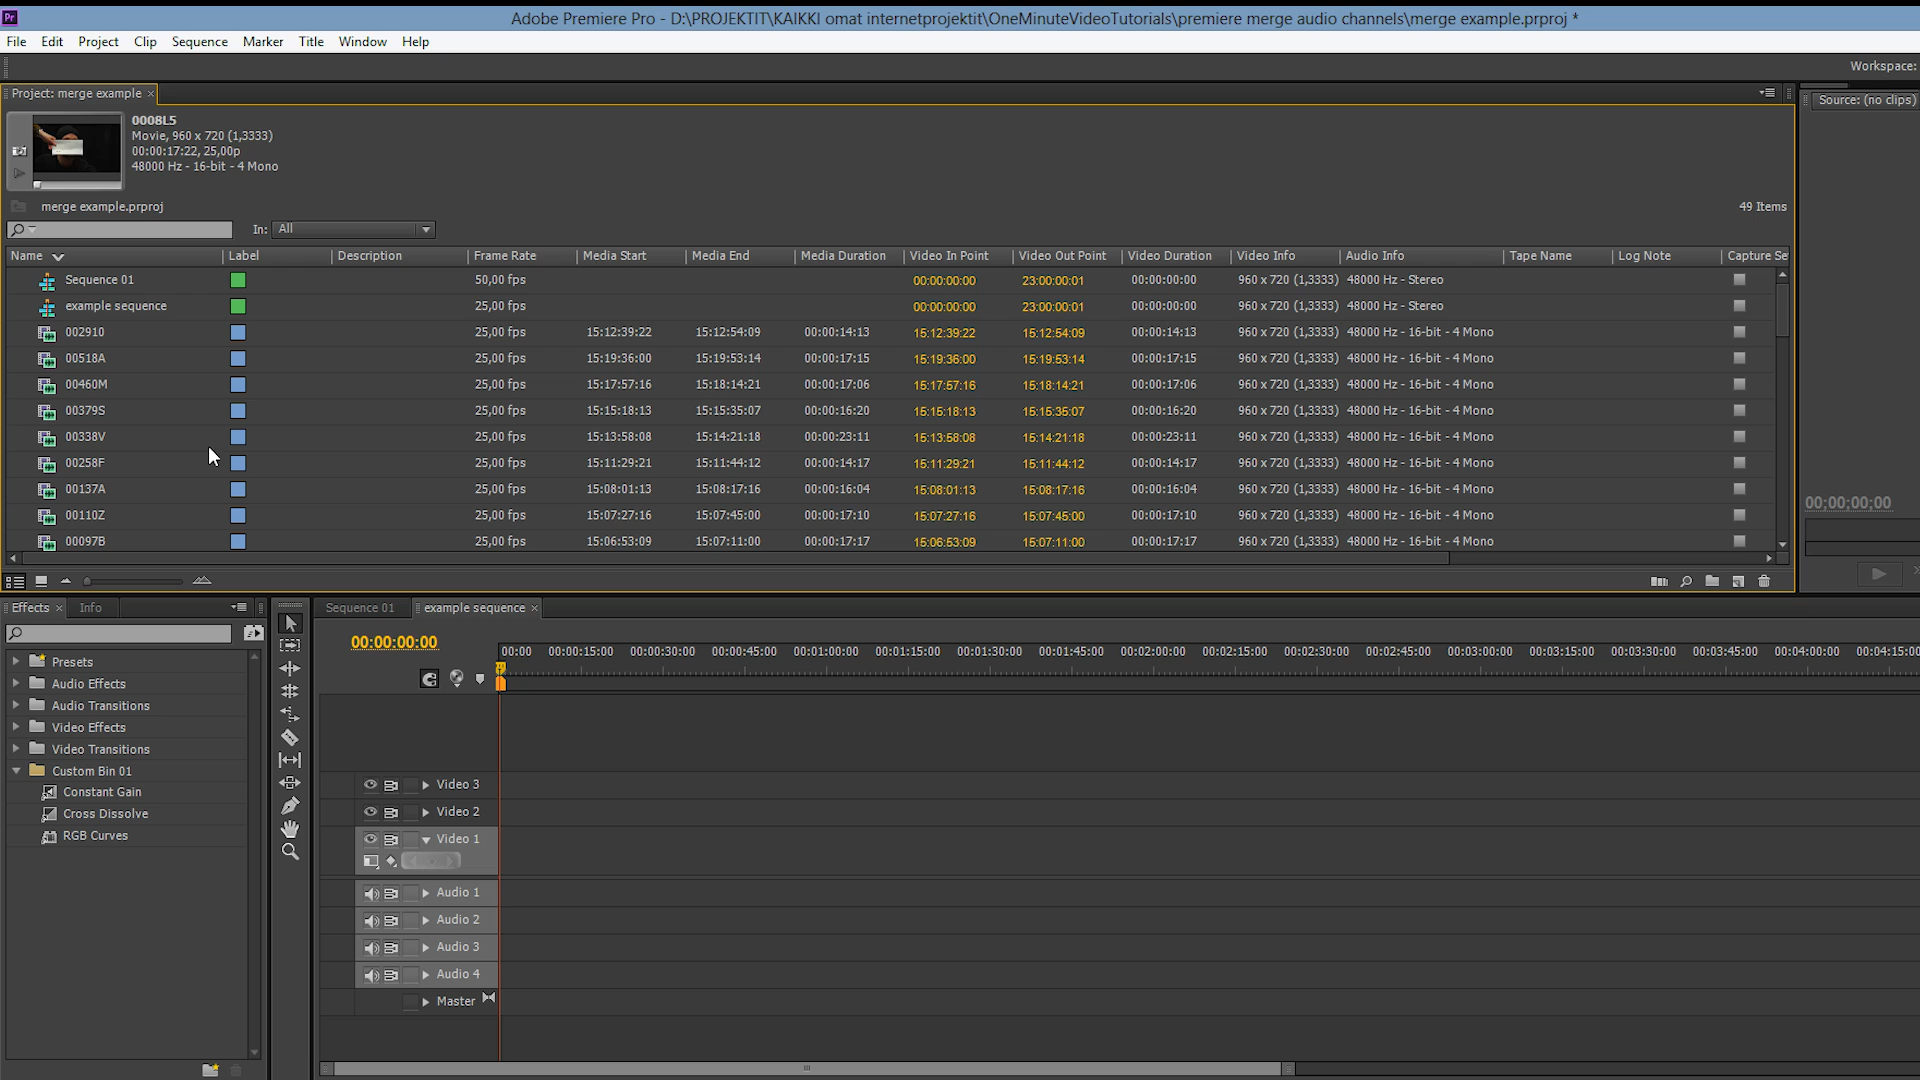 Pr Adobe Premiere Pro - D:\PROJEKTIT\KAIKKI omat internetprojektit\OneMinuteVideoTutorials\premiere merge audio channels\merge example.prproj *
File Edit Project Clip Sequence Marker Title Window Help
Workspace:
Project: merge example ×
Source: (no clips)
0008L5
Movie, 960 x 720 (1,3333)
00:00:17:22, 25,00p
48000 Hz - 16-bit - 4 Mono
merge example.prproj 49 Items
In: All
Name Label Description Frame Rate Media Start Media End Media Duration Video In Point Video Out Point Video Duration Video Info Audio Info Tape Name Log Note Capture Se
Sequence 01 50,00 fps 00:00:00:00 23:00:00:01 00:00:00:00 960 x 720 (1,3333) 48000 Hz - Stereo
example sequence 25,00 fps 00:00:00:00 23:00:00:01 00:00:00:00 960 x 720 (1,3333) 48000 Hz - Stereo
002910 25,00 fps 15:12:39:22 15:12:54:09 00:00:14:13 15:12:39:22 15:12:54:09 00:00:14:13 960 x 720 (1,3333) 48000 Hz - 16-bit - 4 Mono
00518A 25,00 fps 15:19:36:00 15:19:53:14 00:00:17:15 15:19:36:00 15:19:53:14 00:00:17:15 960 x 720 (1,3333) 48000 Hz - 16-bit - 4 Mono
00460M 25,00 fps 15:17:57:16 15:18:14:21 00:00:17:06 15:17:57:16 15:18:14:21 00:00:17:06 960 x 720 (1,3333) 48000 Hz - 16-bit - 4 Mono
00379S 25,00 fps 15:15:18:13 15:15:35:07 00:00:16:20 15:15:18:13 15:15:35:07 00:00:16:20 960 x 720 (1,3333) 48000 Hz - 16-bit - 4 Mono
00338V 25,00 fps 15:13:58:08 15:14:21:18 00:00:23:11 15:13:58:08 15:14:21:18 00:00:23:11 960 x 720 (1,3333) 48000 Hz - 16-bit - 4 Mono
00258F 25,00 fps 15:11:29:21 15:11:44:12 00:00:14:17 15:11:29:21 15:11:44:12 00:00:14:17 960 x 720 (1,3333) 48000 Hz - 16-bit - 4 Mono
00137A 25,00 fps 15:08:01:13 15:08:17:16 00:00:16:04 15:08:01:13 15:08:17:16 00:00:16:04 960 x 720 (1,3333) 48000 Hz - 16-bit - 4 Mono
00110Z 25,00 fps 15:07:27:16 15:07:45:00 00:00:17:10 15:07:27:16 15:07:45:00 00:00:17:10 960 x 720 (1,3333) 48000 Hz - 16-bit - 4 Mono
00097B 25,00 fps 15:06:53:09 15:07:11:00 00:00:17:17 15:06:53:09 15:07:11:00 00:00:17:17 960 x 720 (1,3333) 48000 Hz - 16-bit - 4 Mono
00;00;00;00
Effects × Info
Presets
Audio Effects
Audio Transitions
Video Effects
Video Transitions
Custom Bin 01
Constant Gain
Cross Dissolve
RGB Curves
Sequence 01 example sequence ×
00:00:00:00
00:00 00:00:15:00 00:00:30:00 00:00:45:00 00:01:00:00 00:01:15:00 00:01:30:00 00:01:45:00 00:02:00:00 00:02:15:00 00:02:30:00 00:02:45:00 00:03:00:00 00:03:15:00 00:03:30:00 00:03:45:00 00:04:00:00 00:04:15:00
Video 3
Video 2
Video 1
Audio 1
Audio 2
Audio 3
Audio 4
Master